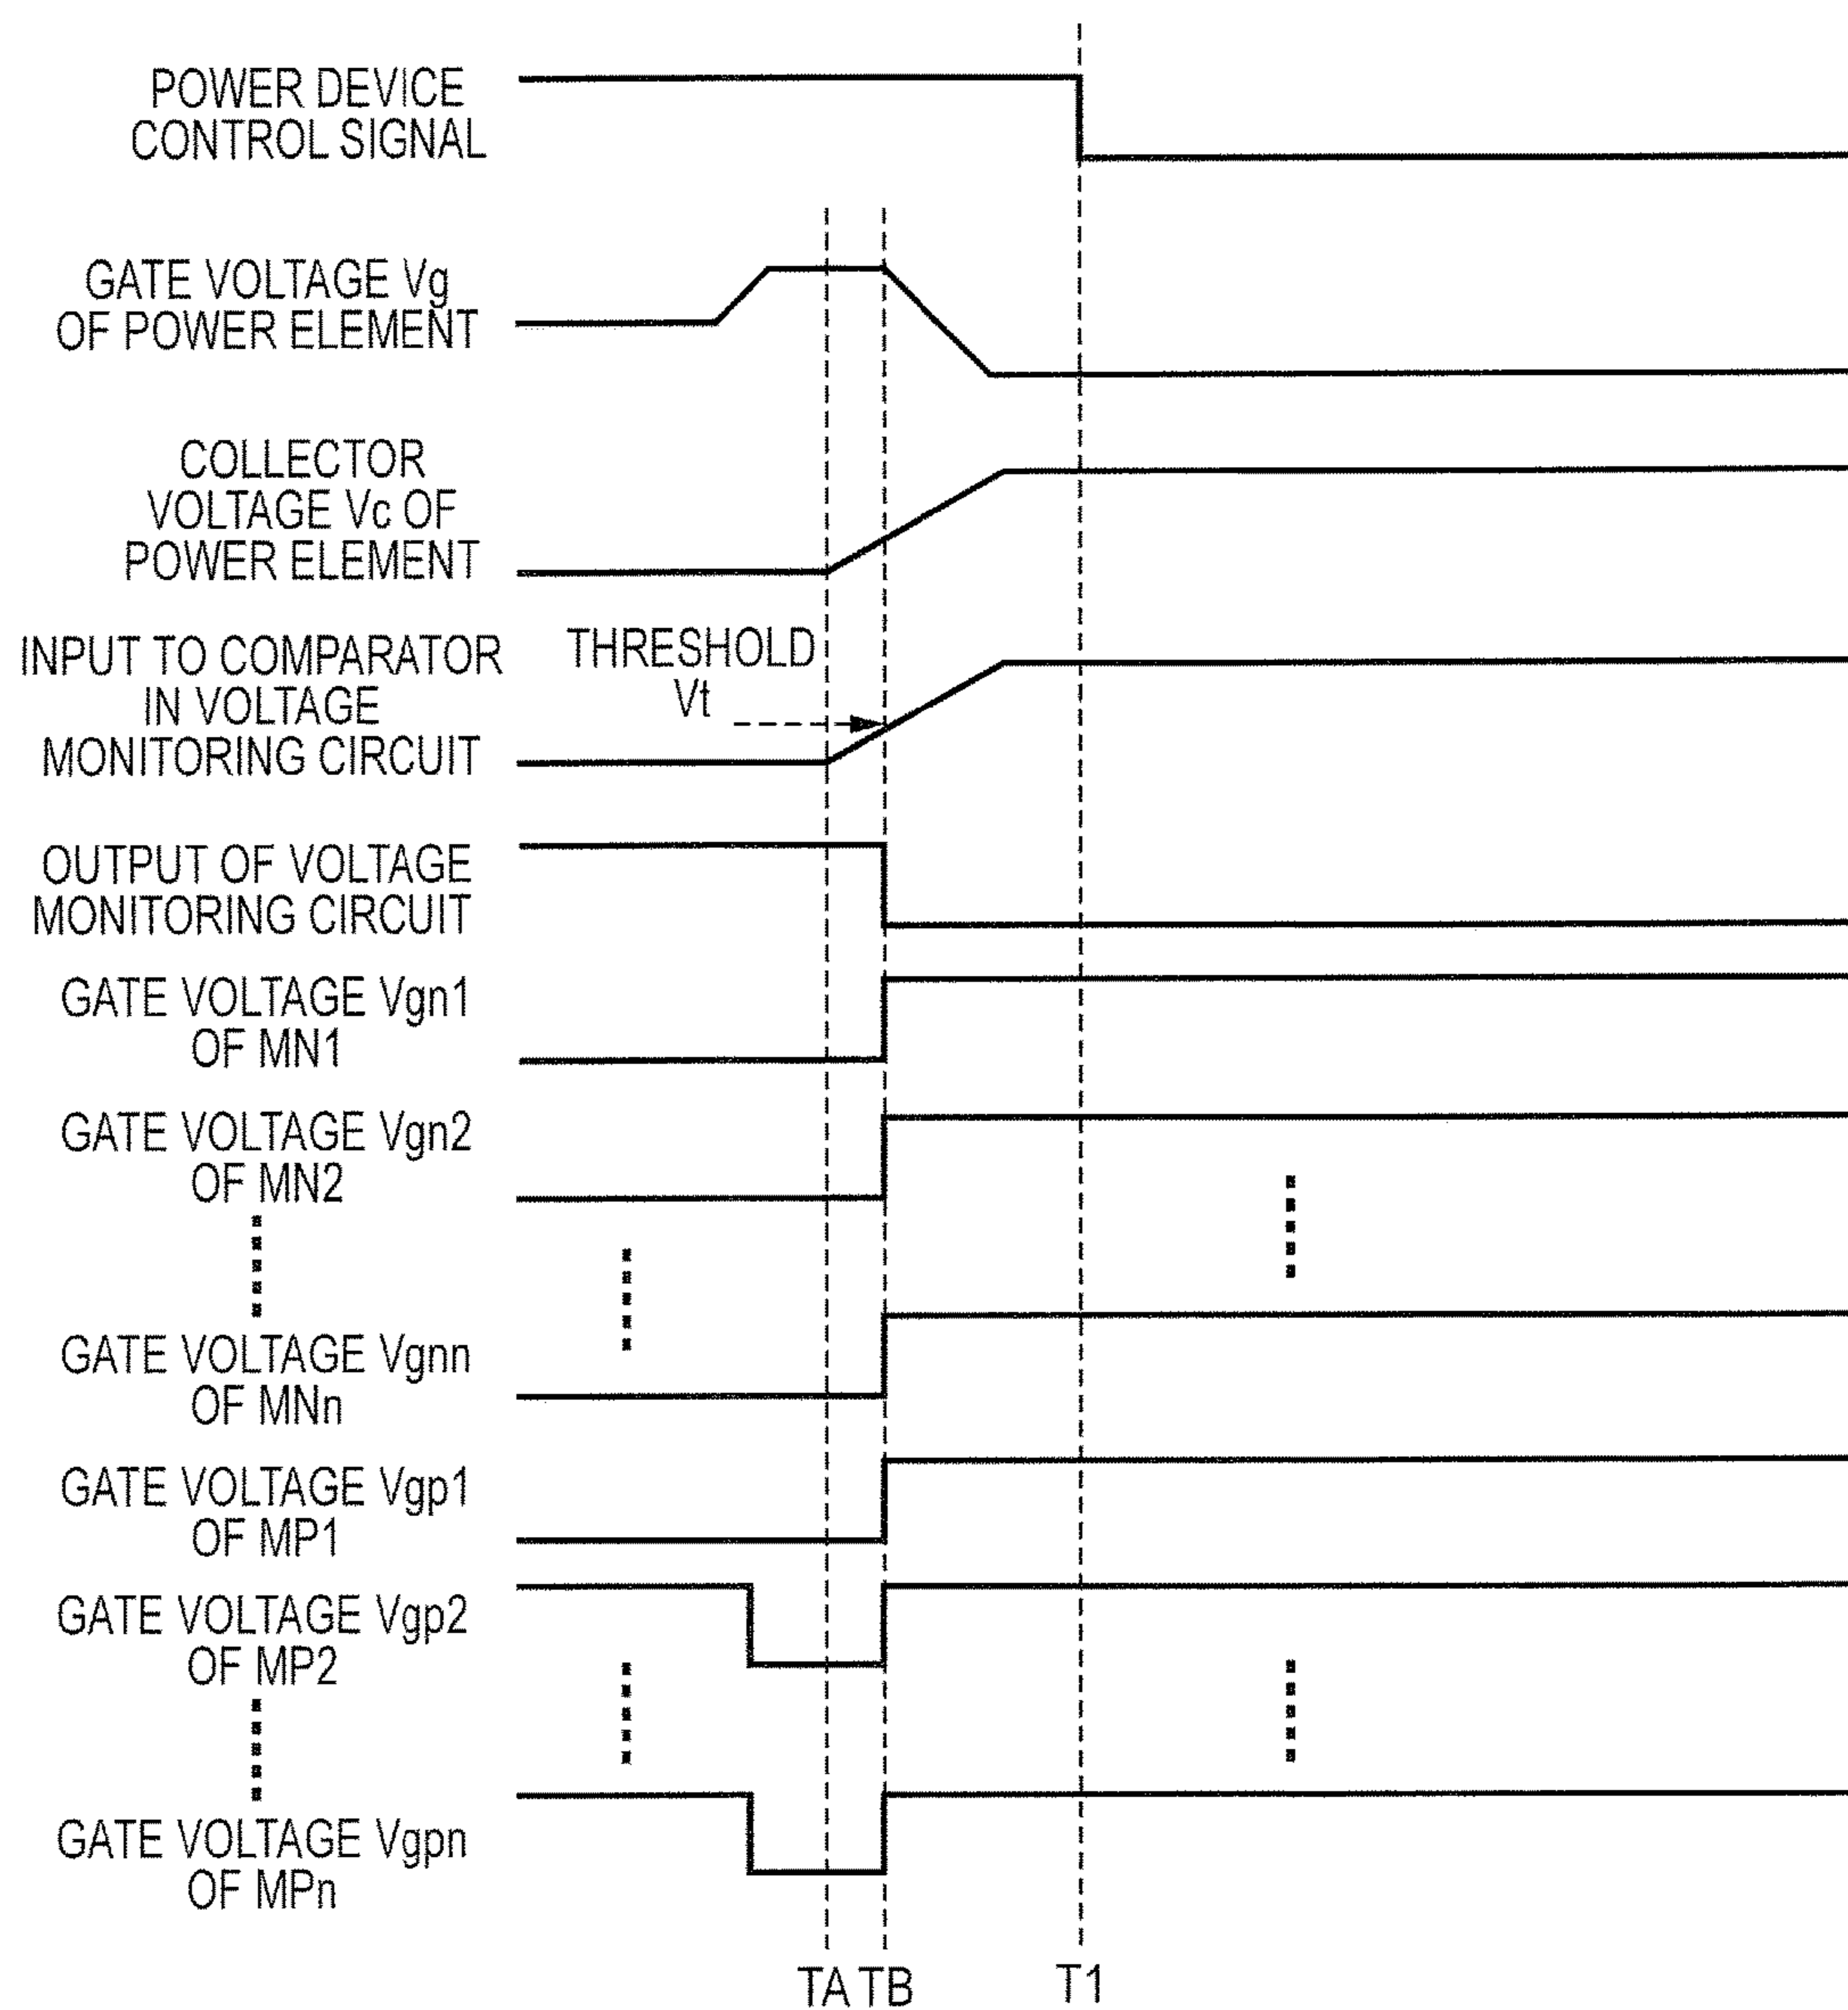 POWER DEVICE
CONTROL SIGNAL
GATE VOLTAGE Vg
OF POWER ELEMENT
COLLECTOR
VOLTAGE Vc OF
POWER ELEMENT
INPUT TO COMPARATOR
IN VOLTAGE
MONITORING CIRCUIT
THRESHOLD
Vt
OUTPUT OF VOLTAGE
MONITORING CIRCUIT
GATE VOLTAGE Vgn1
OF MN1
GATE VOLTAGE Vgn2
OF MN2
GATE VOLTAGE Vgnn
OF MNn
GATE VOLTAGE Vgp1
OF MP1
GATE VOLTAGE Vgp2
OF MP2
GATE VOLTAGE Vgpn
OF MPn
TA TB T1